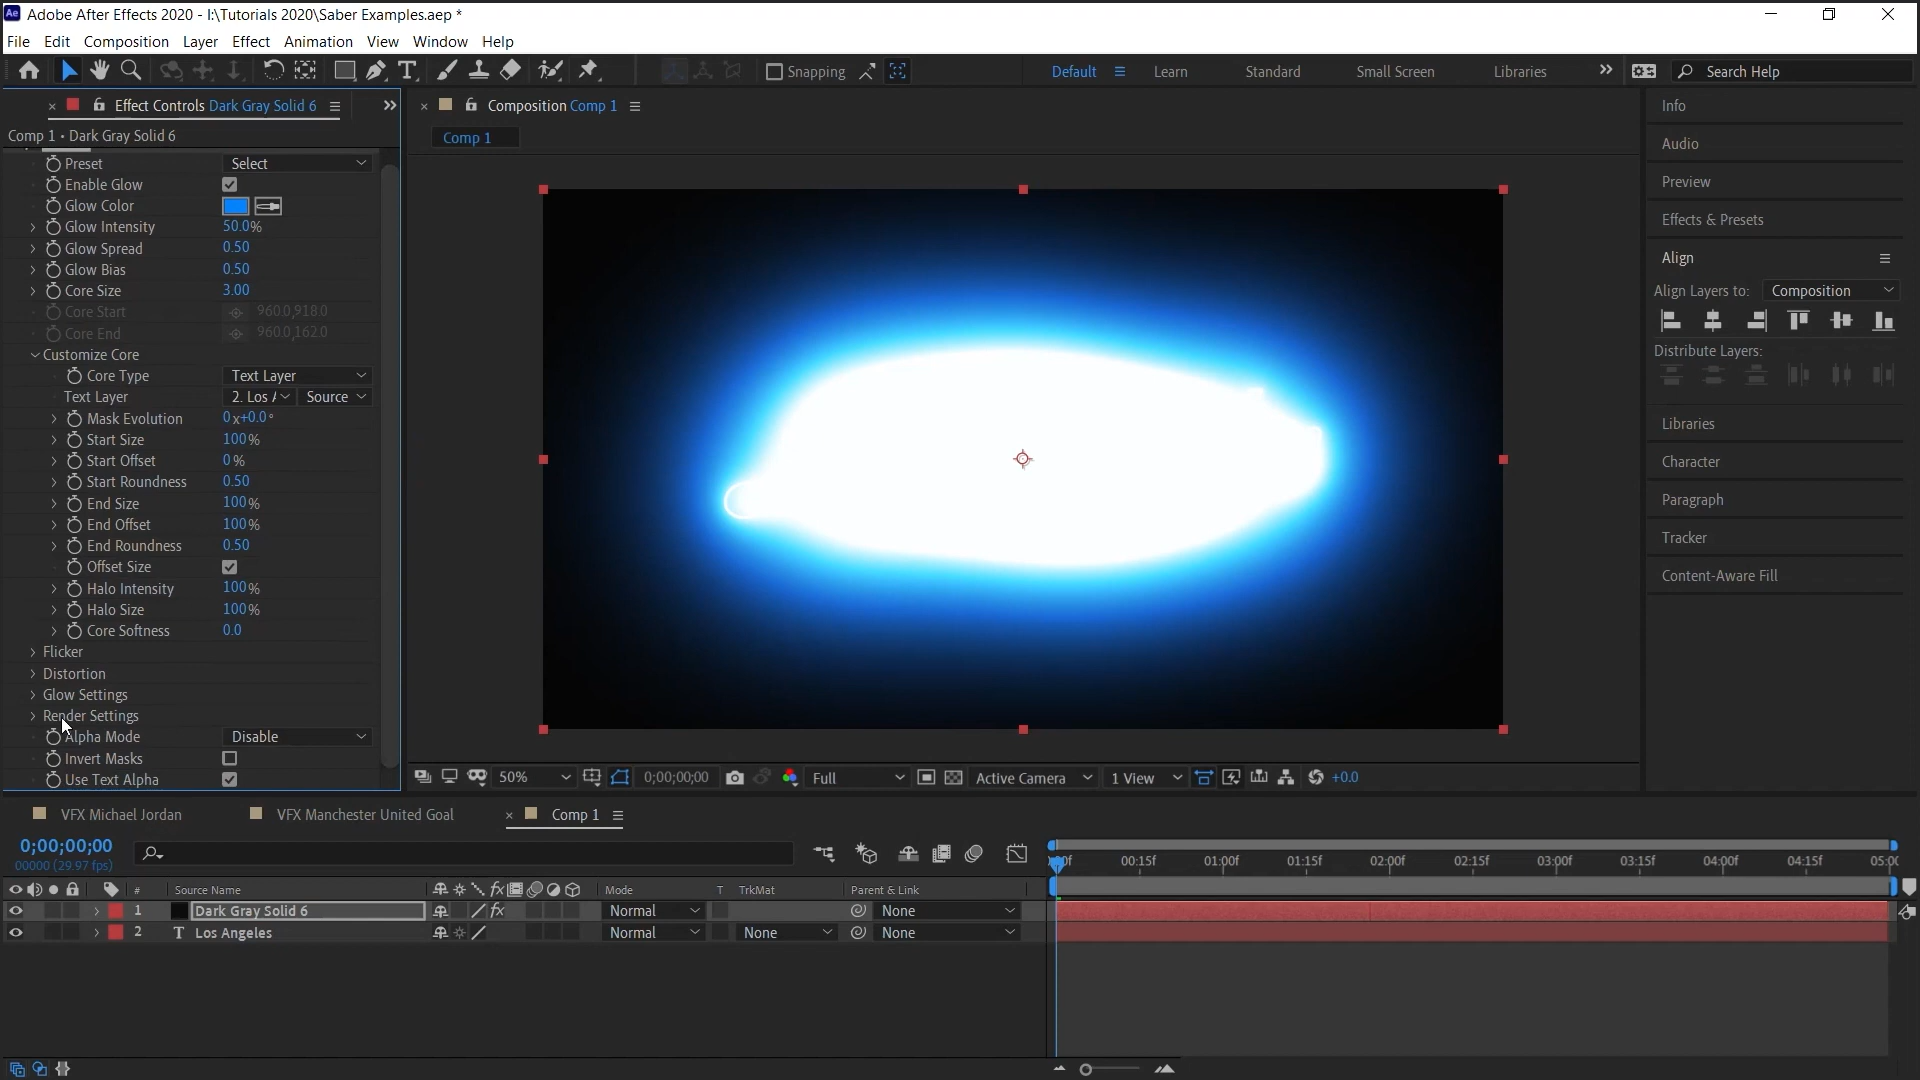 Ae Adobe After Effects 2020 - I:\Tutorials 2020\Saber Examples.aep *
File Edit Composition Layer Effect Animation View Window Help
Snapping
Default Learn Standard Small Screen Libraries
Search Help
Effect Controls Dark Gray Solid 6
Comp 1 • Dark Gray Solid 6
Preset Select
Enable Glow
Glow Color
Glow Intensity 50.0%
Glow Spread 0.50
Glow Bias 0.50
Core Size 3.00
Core Start 960.0,918.0
Core End 960.0,162.0
Customize Core
Core Type Text Layer
Text Layer 2. Los Source
Mask Evolution 0x+0.0°
Start Size 100%
Start Offset 0%
Start Roundness 0.50
End Size 100%
End Offset 100%
End Roundness 0.50
Offset Size
Halo Intensity 100%
Halo Size 100%
Core Softness 0.0
Flicker
Distortion
Glow Settings
Render Settings
Alpha Mode Disable
Invert Masks
Use Text Alpha
Composition Comp 1
Comp 1
50% 0;00;00;00 Full Active Camera 1 View +0.0
Info
Audio
Preview
Effects & Presets
Align
Align Layers to: Composition
Distribute Layers:
Libraries
Character
Paragraph
Tracker
Content-Aware Fill
VFX Michael Jordan VFX Manchester United Goal Comp 1
0;00;00;00
00000 (29.97 fps)
00:15f 01:00f 01:15f 02:00f 02:15f 03:00f 03:15f 04:00f 04:15f
# Source Name fx Mode T TrkMat Parent & Link
1 Dark Gray Solid 6 fx Normal None
2 T Los Angeles Normal None None